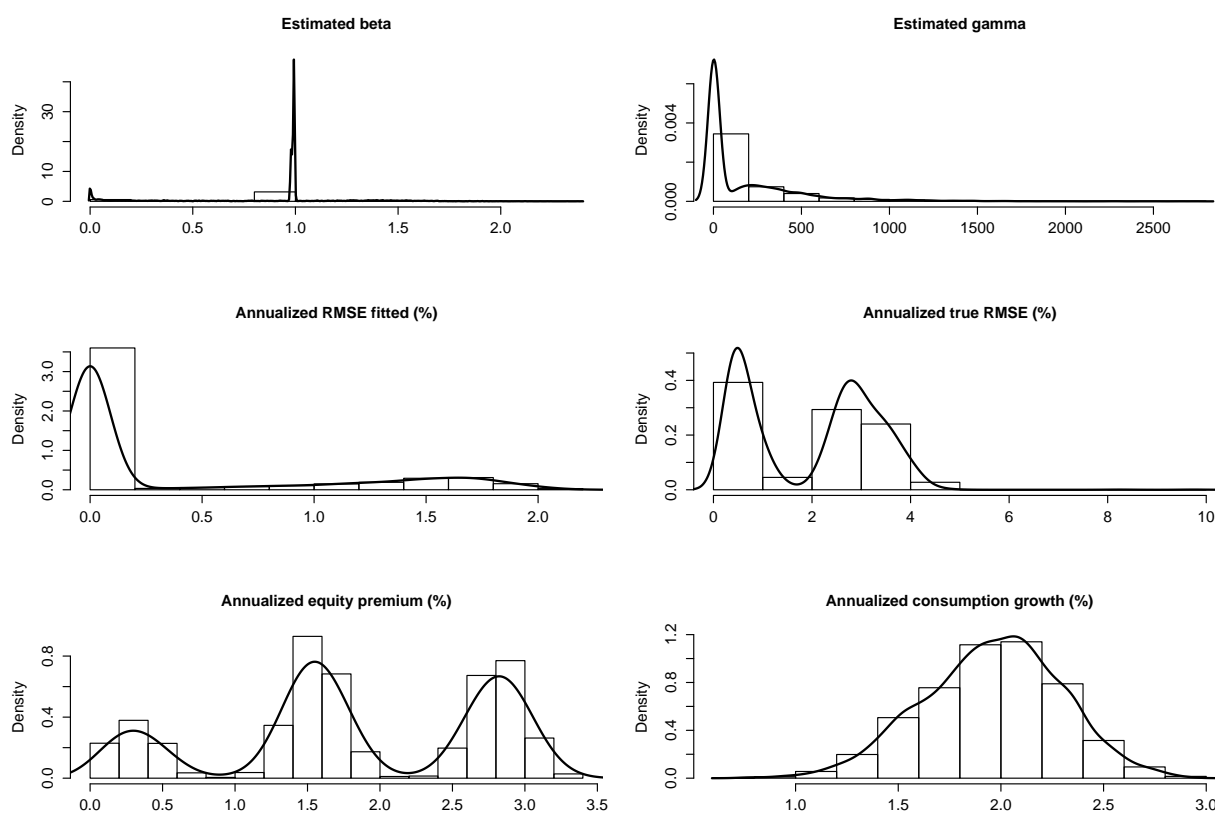 Estimated beta
Density
0 10 30
0.0 0.5 1.0 1.5 2.0
Estimated gamma
Density
0.000 0.004
0 500 1000 1500 2000 2500
Annualized RMSE fitted (%)
Density
0.0 1.0 2.0 3.0
0.0 0.5 1.0 1.5 2.0
Annualized true RMSE (%)
Density
0.0 0.2 0.4
0 2 4 6 8 10
Annualized equity premium (%)
Density
0.0 0.4 0.8
0.0 0.5 1.0 1.5 2.0 2.5 3.0 3.5
Annualized consumption growth (%)
Density
0.0 0.4 0.8 1.2
1.0 1.5 2.0 2.5 3.0